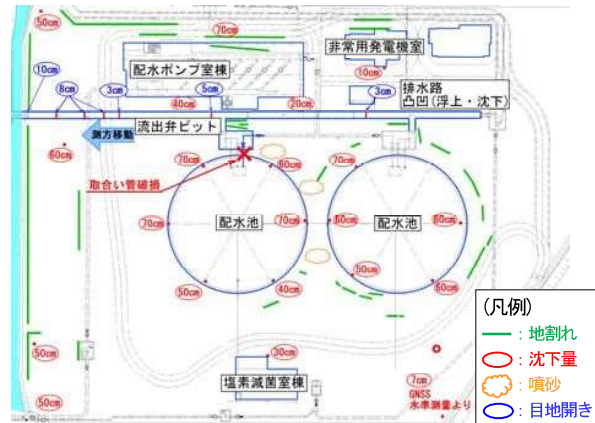 50cm
70cm
非常用発電機室
配水ポンプ室棟
10cm
10cm
8cm
3cm
40cm
5cm
20cm
3cm
排水路
凸凹(浮上・沈下)
側方移動
流出弁ピット
60cm
取合い管破損
70cm
60cm
70cm
70cm
配水池
70cm
60cm
配水池
60cm
50cm
40cm
50cm
60cm
50cm
30cm
塩素滅菌室棟
7cm
GNSS
水準測量より
50cm
(凡例)
:地割れ
:沈下量
:噴砂
:目地開き